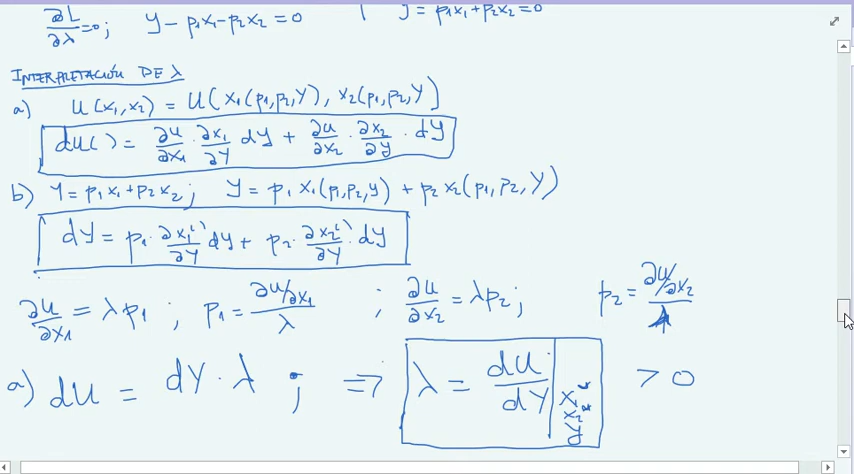 ∂L/∂λ = 0; y − p₁x₁ − p₂x₂ = 0 y = p₁x₁ + p₂x₂ = 0
INTERPRETACIÓN DE λ
a) U(x₁,x₂) = U(x₁(p₁,p₂,Y), x₂(p₁,p₂,Y)
dU() = ∂U/∂x₁ · ∂x₁/∂Y dY + ∂U/∂x₂ · ∂x₂/∂Y · dY
b) Y = p₁x₁ + p₂x₂; Y = p₁x₁(p₁,p₂,y) + p₂x₂(p₁,p₂,Y)
dY = p₁ · ∂x₁()/∂Y dY + p₂ · ∂x₂()/∂Y · dY
∂U/∂x₁ = λp₁ ; p₁ = ∂U/∂x₁/λ ; ∂U/∂x₂ = λp₂; p₂ = ∂U/∂x₂/λ
a) dU = dY · λ ; ⇒ λ = dU/dY | x₁* x₂* y > 0